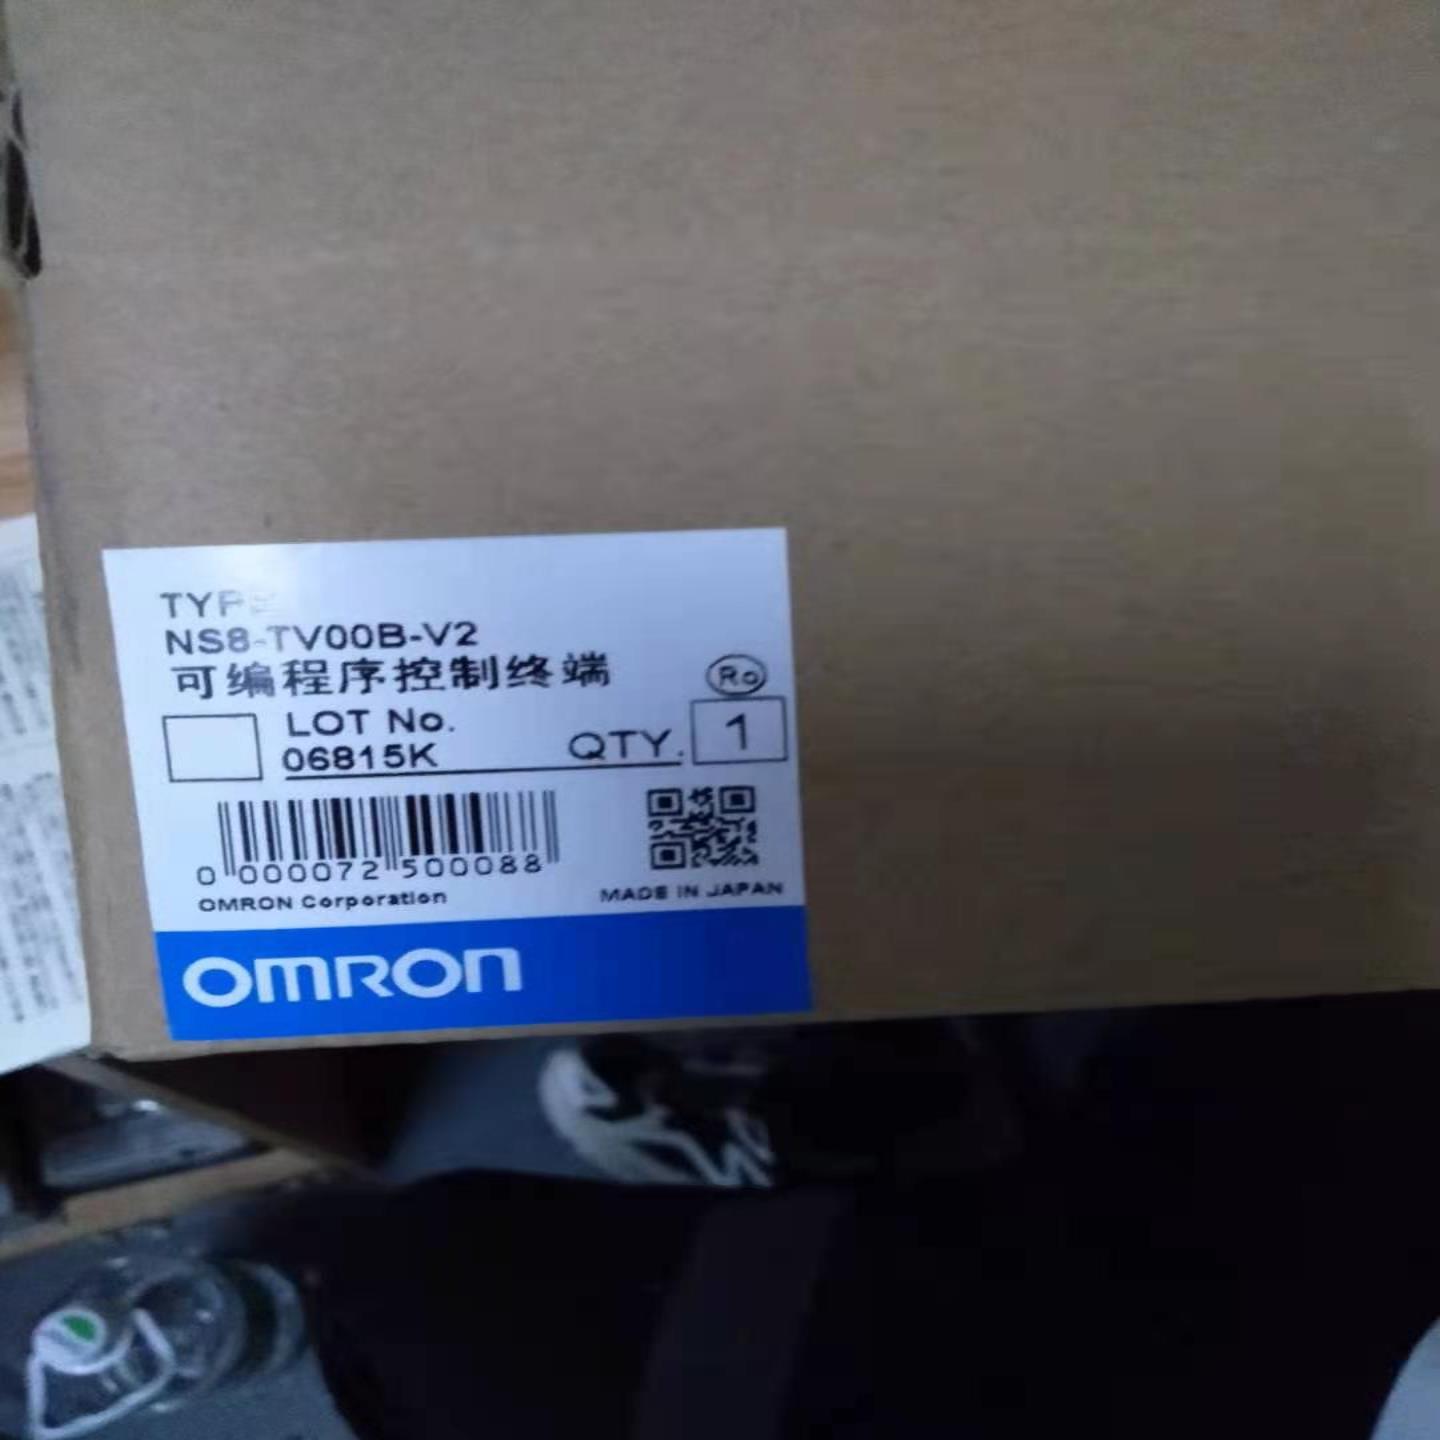 TYPE
NS8-TV00B-V2
可编程序控制终端
Ro
LOT No.
06815K
QTY. 1
0 000072 500088
OMRON Corporation
MADE IN JAPAN
OMRON